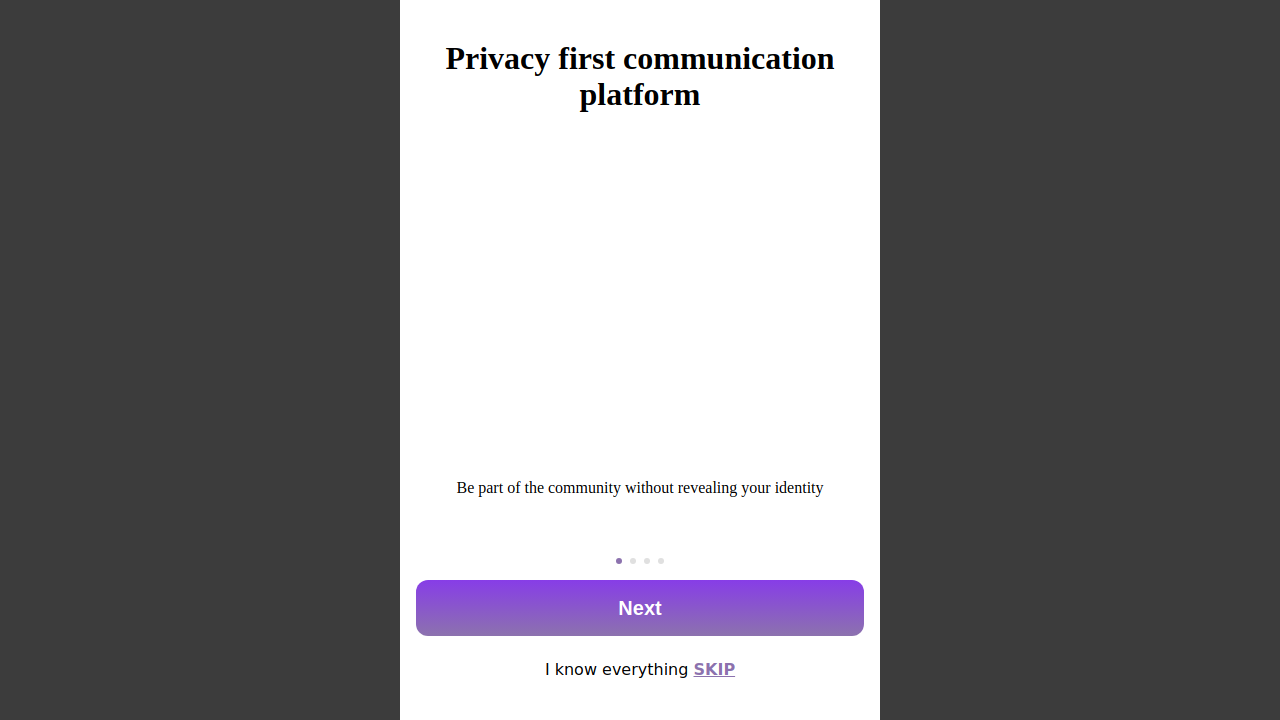 Privacy first communication
platform
Be part of the community without revealing your identity
Next
I know everything SKIP